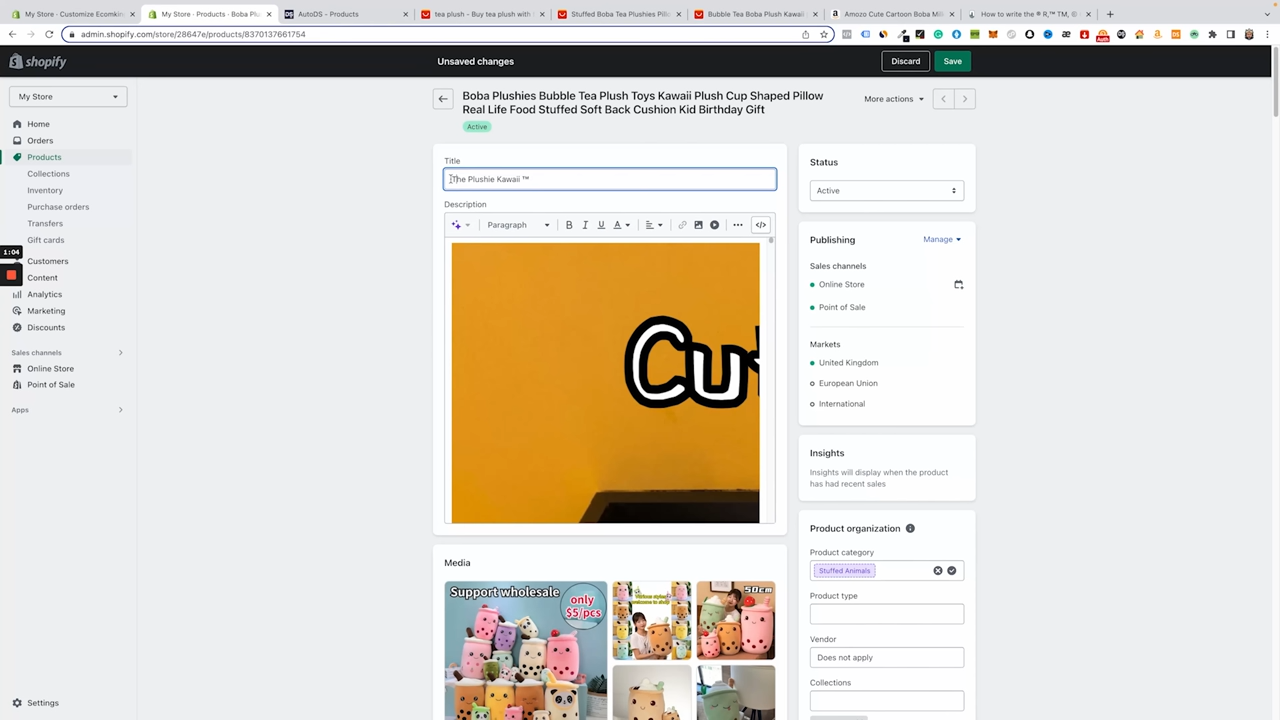 My Store - Customize Ecomkin
My Store - Products - Boba Plu
AutoDS - Products
tea plush - Buy tea plush with
Stuffed Boba Tea Plushies Pill
Bubble Tea Boba Plush Kawaii
Amozo Cute Cartoon Boba Mil
How to write the ® R,™ TM, ©
admin.shopify.com/store/28647e/products/8370137661754
shopify
Unsaved changes
Discard
Save
My Store
Home
Orders
Products
Collections
Inventory
Purchase orders
Transfers
Gift cards
Customers
Content
Analytics
Marketing
Discounts
Sales channels
Online Store
Point of Sale
Apps
Settings
1:04
Boba Plushies Bubble Tea Plush Toys Kawaii Plush Cup Shaped Pillow
Real Life Food Stuffed Soft Back Cushion Kid Birthday Gift
Active
More actions
Title
The Plushie Kawaii ™
Description
Paragraph
B I U A
Cu
Media
Support wholesale
only
$5/pcs
50cm
Status
Active
Publishing
Manage
Sales channels
Online Store
Point of Sale
Markets
United Kingdom
European Union
International
Insights
Insights will display when the product
has had recent sales
Product organization
Product category
Stuffed Animals
Product type
Vendor
Does not apply
Collections